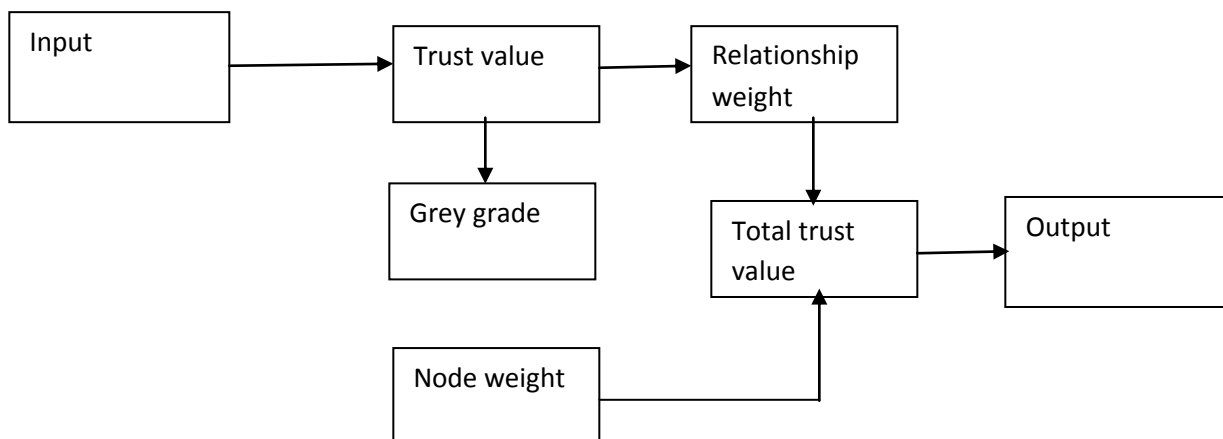 Input
Trust value
Relationship
weight
Grey grade
Total trust
value
Output
Node weight